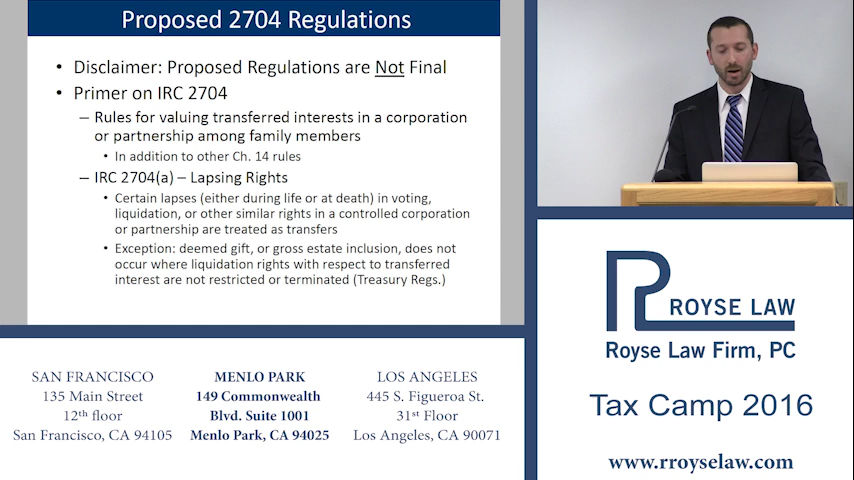 Proposed 2704 Regulations
• Disclaimer: Proposed Regulations are Not Final
• Primer on IRC 2704
– Rules for valuing transferred interests in a corporation
or partnership among family members
• In addition to other Ch. 14 rules
– IRC 2704(a) – Lapsing Rights
• Certain lapses (either during life or at death) in voting,
liquidation, or other similar rights in a controlled corporation
or partnership are treated as transfers
• Exception: deemed gift, or gross estate inclusion, does not
occur where liquidation rights with respect to transferred
interest are not restricted or terminated (Treasury Regs.)
ROYSE LAW
Royse Law Firm, PC
Tax Camp 2016
www.rroyselaw.com
SAN FRANCISCO
135 Main Street
12th floor
San Francisco, CA 94105
MENLO PARK
149 Commonwealth
Blvd. Suite 1001
Menlo Park, CA 94025
LOS ANGELES
445 S. Figueroa St.
31st Floor
Los Angeles, CA 90071